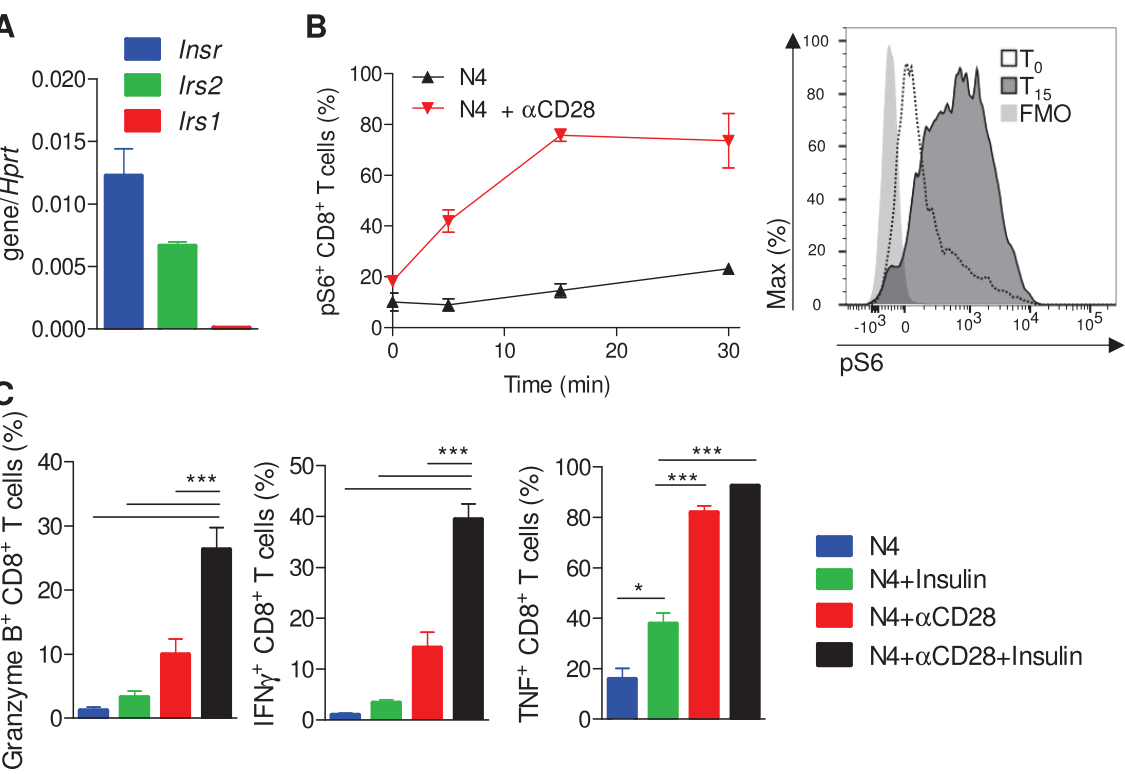 A
Insr
Irs2
Irs1
0.020
0.015
0.010
0.005
0.000
gene/Hprt
B
N4
N4 + αCD28
100
80
60
40
20
0
pS6+ CD8+ T cells (%)
0 10 20 30
Time (min)
T0
T15
FMO
100
80
60
40
20
0
Max (%)
-10³ 0 10³ 10⁴ 10⁵
pS6
C
***
40
30
20
10
0
Granzyme B+ CD8+ T cells (%)
***
50
40
30
20
10
0
IFNγ+ CD8+ T cells (%)
***
***
*
100
80
60
40
20
0
TNF+ CD8+ T cells (%)
N4
N4+Insulin
N4+αCD28
N4+αCD28+Insulin